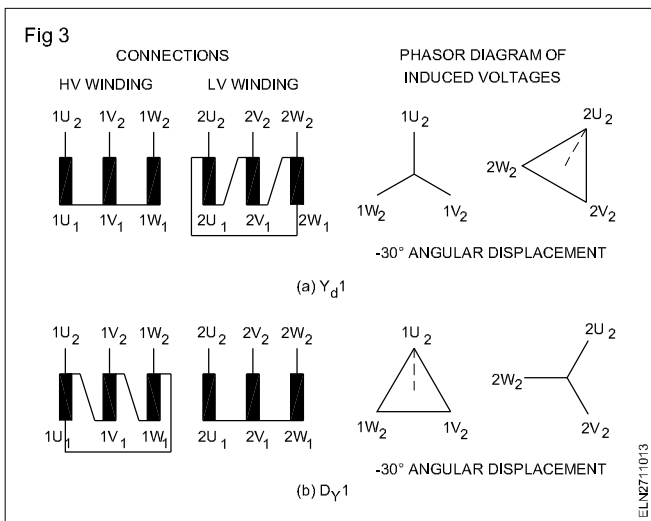 Fig 3
CONNECTIONS
PHASOR DIAGRAM OF
INDUCED VOLTAGES
HV WINDING
LV WINDING
1U2 1V2 1W2
2U2 2V2 2W2
1U1 1V1 1W1
2U1 2V1 2W1
1U2
1W2 1V2
2U2
2W2
2V2
-30° ANGULAR DISPLACEMENT
(a) Yd1
1U2 1V2 1W2
2U2 2V2 2W2
1U1 1V1 1W1
2U1 2V1 2W1
1U2
1W2 1V2
2U2
2W2
2V2
-30° ANGULAR DISPLACEMENT
(b) DY1
ELN2711013